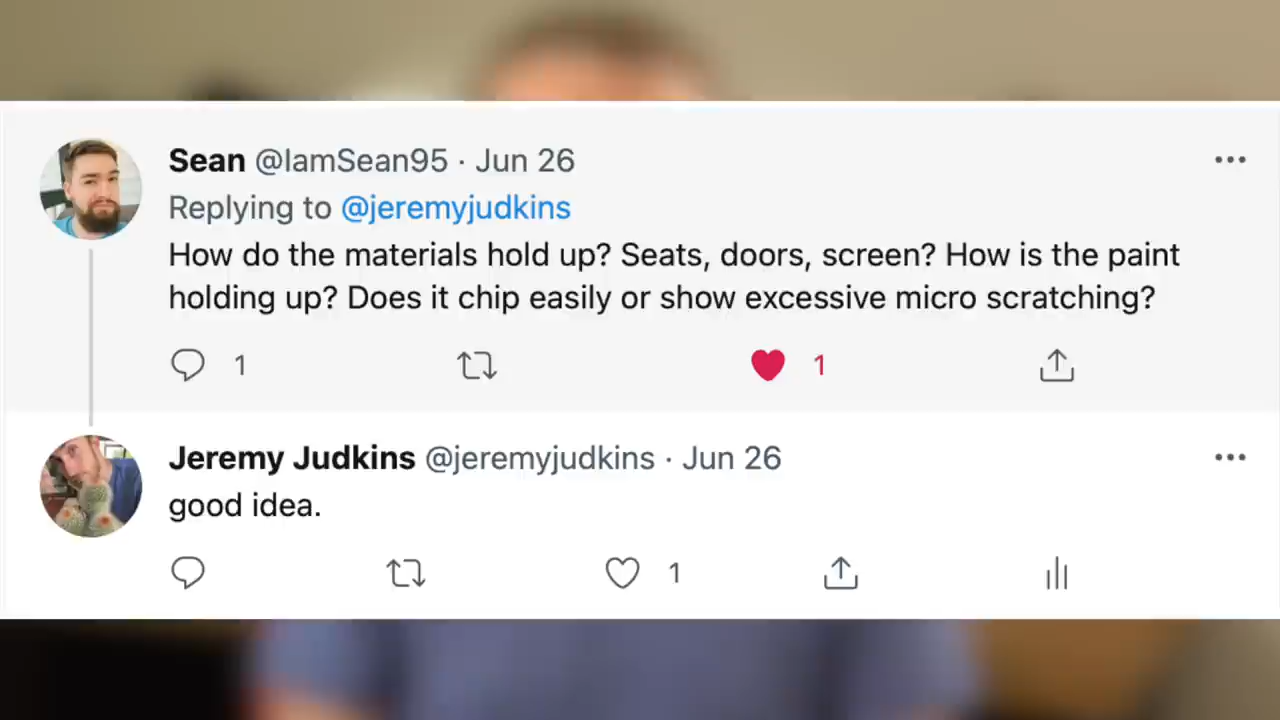 Sean @IamSean95 · Jun 26
Replying to @jeremyjudkins
How do the materials hold up? Seats, doors, screen? How is the paint
holding up? Does it chip easily or show excessive micro scratching?
1 1
Jeremy Judkins @jeremyjudkins · Jun 26
good idea.
1